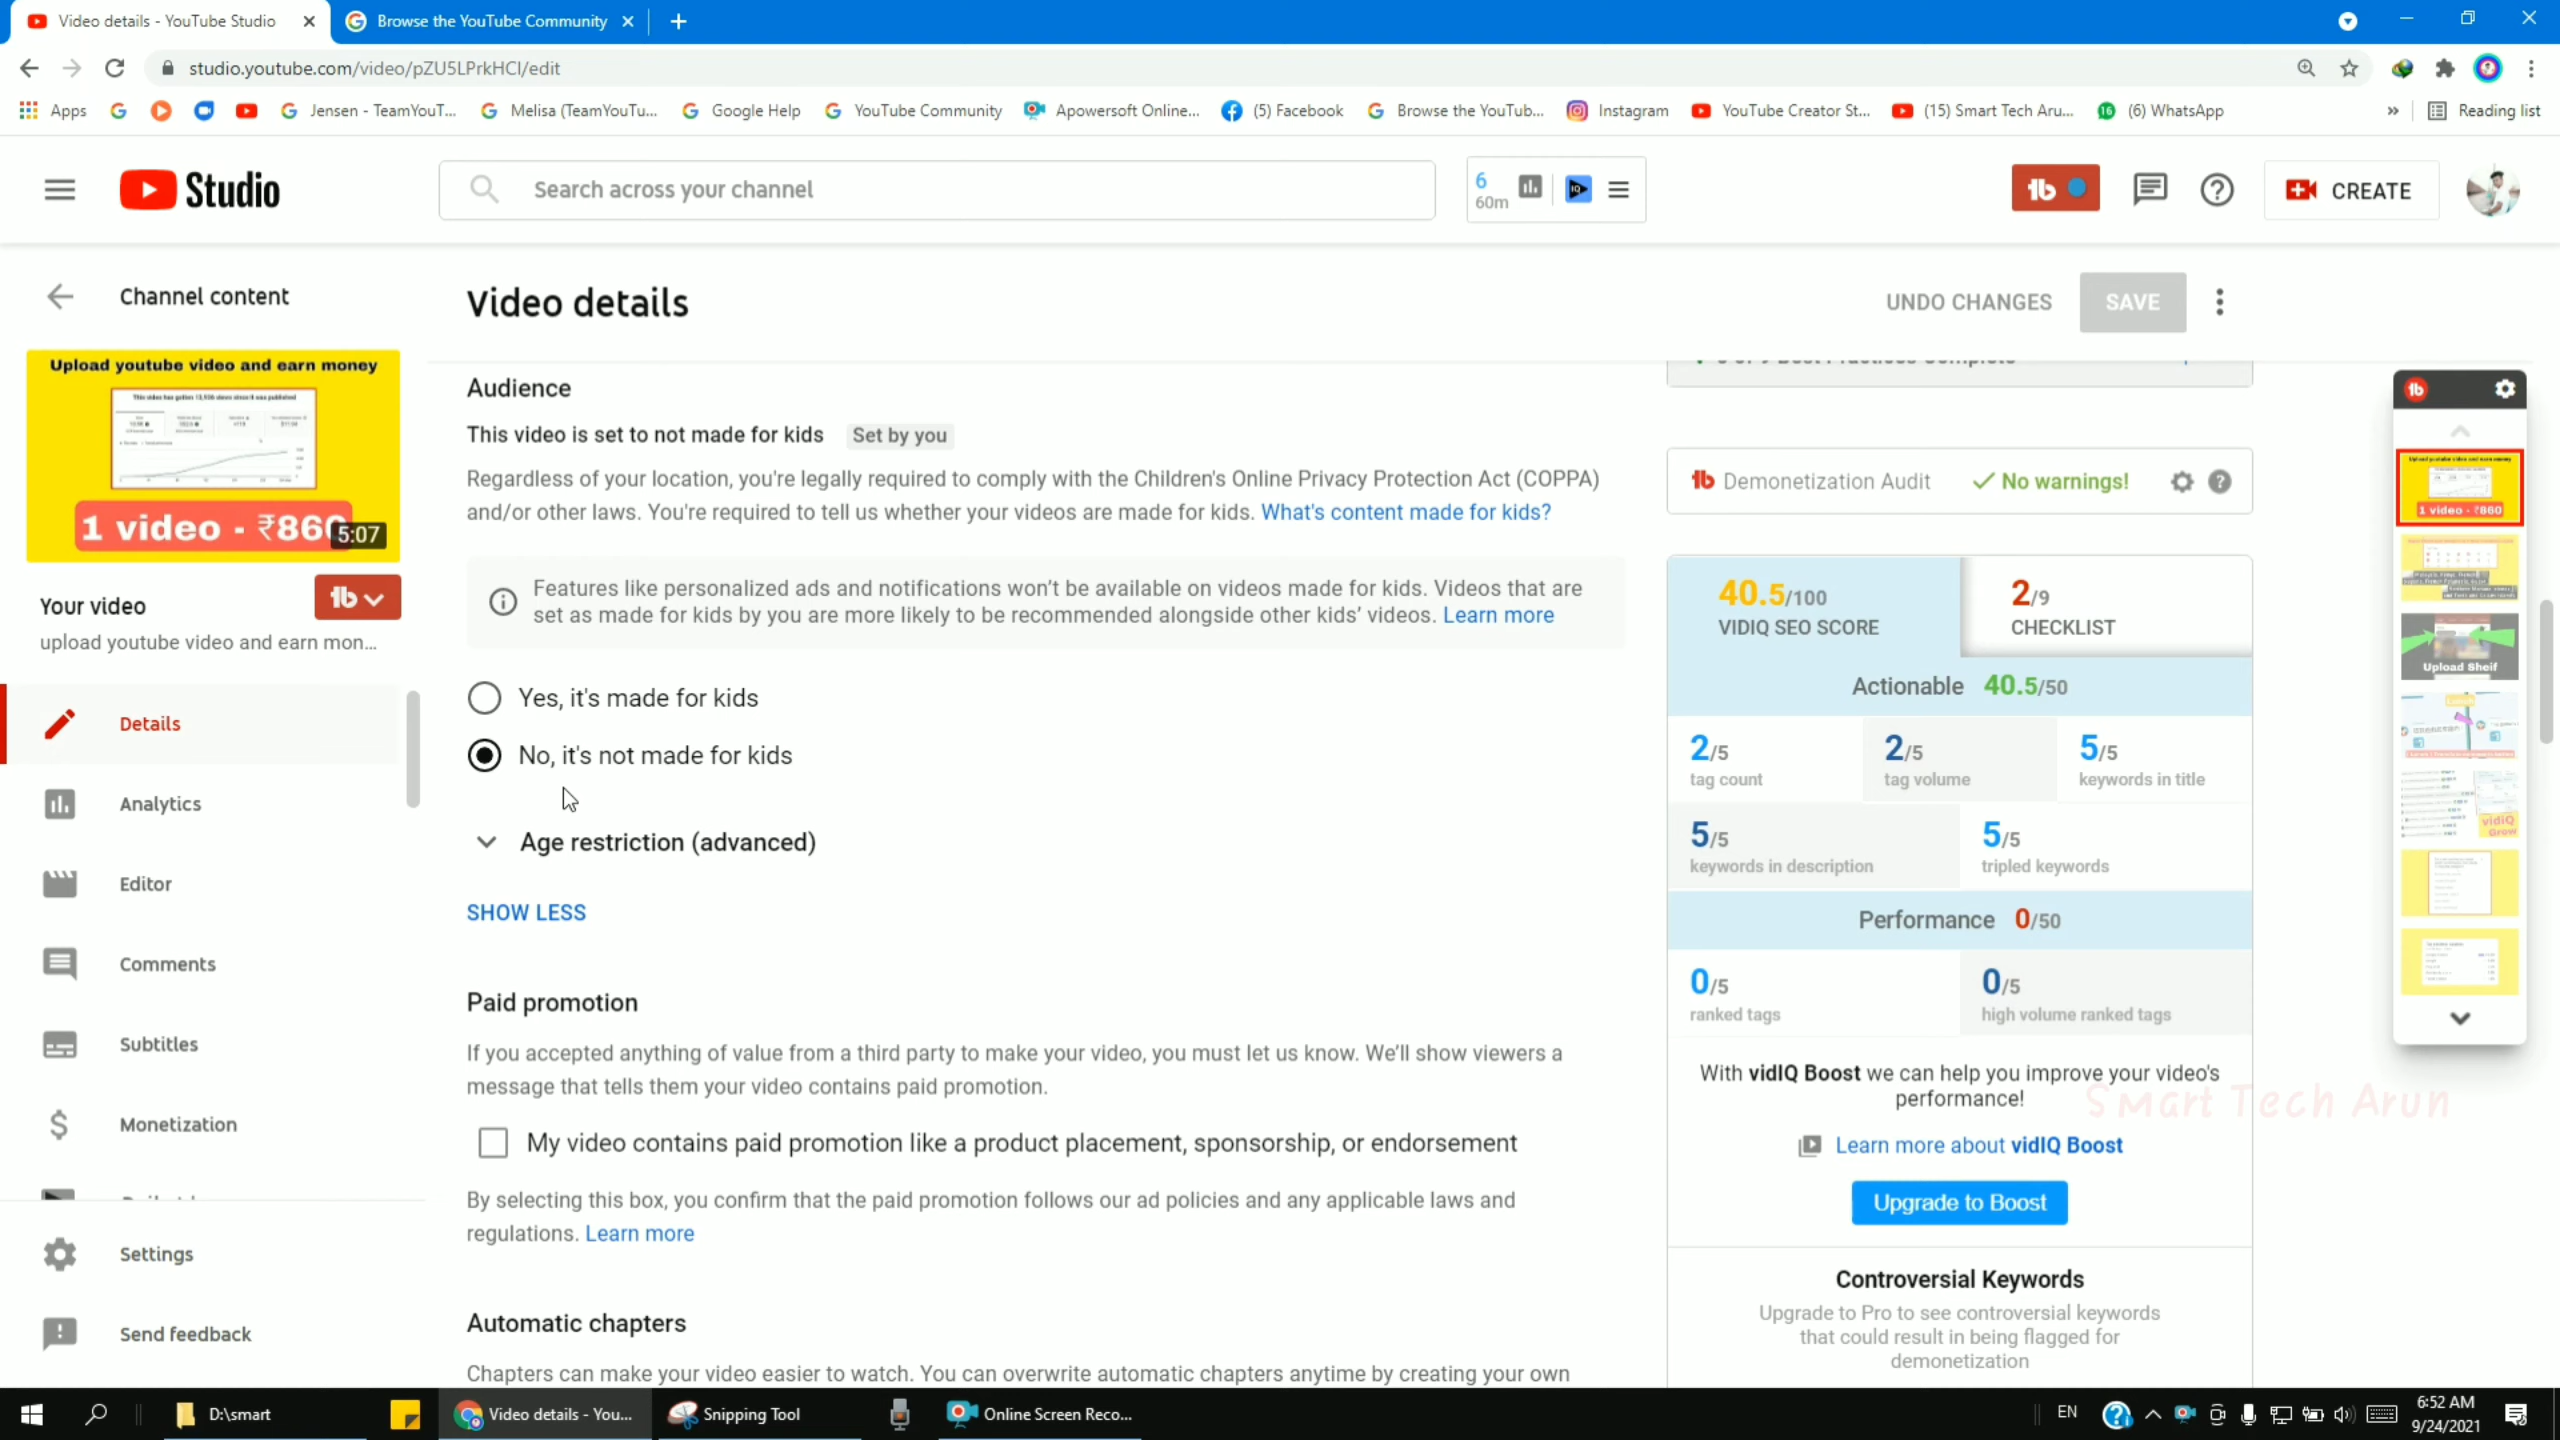 Video details - YouTube Studio
Browse the YouTube Community
studio.youtube.com/video/pZU5LPrkHCI/edit
Apps
Jensen - TeamYouT...
Melisa (TeamYouTu...
Google Help
YouTube Community
Apowersoft Online...
(5) Facebook
Browse the YouTub...
Instagram
YouTube Creator St...
(15) Smart Tech Aru...
16
(6) WhatsApp
»
Reading list
Studio
Search across your channel
6
60m
CREATE
Channel content
Video details
UNDO CHANGES
SAVE
Upload youtube video and earn money
This video has gotten 13,936 views since it was published
1 video - ₹860
5:07
Your video
upload youtube video and earn mon...
Details
Analytics
Editor
Comments
Subtitles
Monetization
Settings
Send feedback
Audience
This video is set to not made for kids
Set by you
Regardless of your location, you're legally required to comply with the Children's Online Privacy Protection Act (COPPA)
and/or other laws. You're required to tell us whether your videos are made for kids. What's content made for kids?
Features like personalized ads and notifications won't be available on videos made for kids. Videos that are
set as made for kids by you are more likely to be recommended alongside other kids' videos. Learn more
Yes, it's made for kids
No, it's not made for kids
Age restriction (advanced)
SHOW LESS
Paid promotion
If you accepted anything of value from a third party to make your video, you must let us know. We'll show viewers a
message that tells them your video contains paid promotion.
My video contains paid promotion like a product placement, sponsorship, or endorsement
By selecting this box, you confirm that the paid promotion follows our ad policies and any applicable laws and
regulations. Learn more
Automatic chapters
Chapters can make your video easier to watch. You can overwrite automatic chapters anytime by creating your own
Demonetization Audit
No warnings!
40.5/100
VIDIQ SEO SCORE
2/9
CHECKLIST
Actionable 40.5/50
2/5
tag count
2/5
tag volume
5/5
keywords in title
5/5
keywords in description
5/5
tripled keywords
Performance 0/50
0/5
ranked tags
0/5
high volume ranked tags
With vidIQ Boost we can help you improve your video's
performance!
Learn more about vidIQ Boost
Upgrade to Boost
Controversial Keywords
Upgrade to Pro to see controversial keywords
that could result in being flagged for
demonetization
Smart Tech Arun
1 video - ₹860
Upload Sheif
vidiQ
Grow
D:\smart
Video details - You...
Snipping Tool
Online Screen Reco...
EN
6:52 AM
9/24/2021